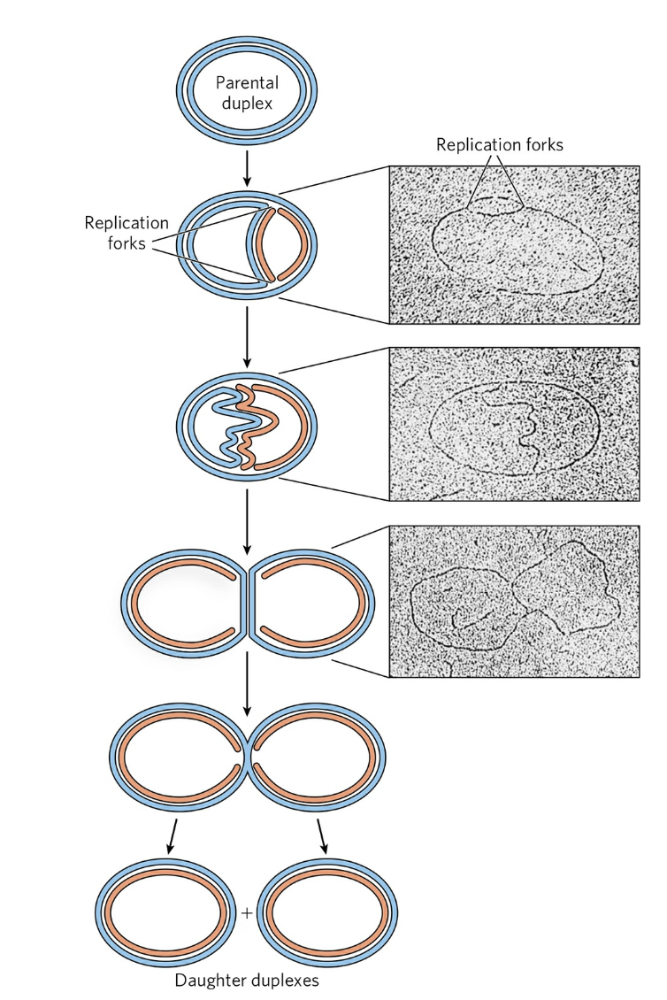 Parental
duplex
Replication forks
Replication
forks
+
Daughter duplexes